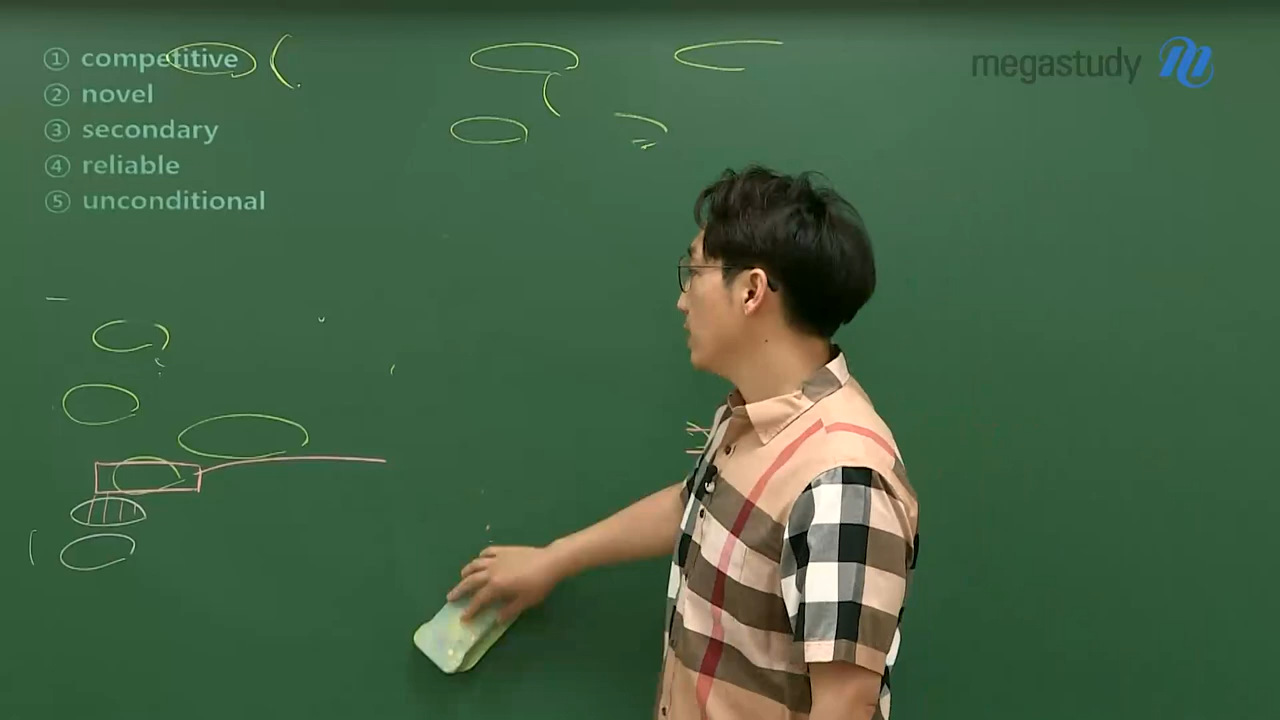 ① competitive
② novel
③ secondary
④ reliable
⑤ unconditional
megastudy